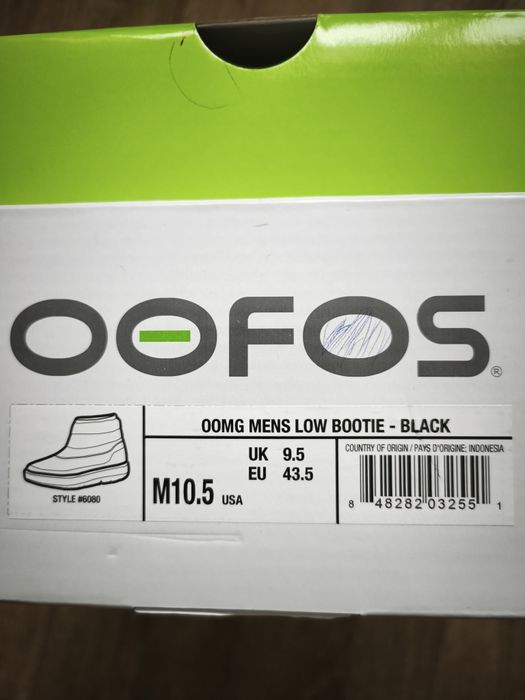 OOFOS®
OOMG MENS LOW BOOTIE - BLACK
STYLE #6080
M10.5 USA
UK 9.5
EU 43.5
COUNTRY OF ORIGIN / PAYS D'ORIGINE: INDONESIA
8 48282 03255 1